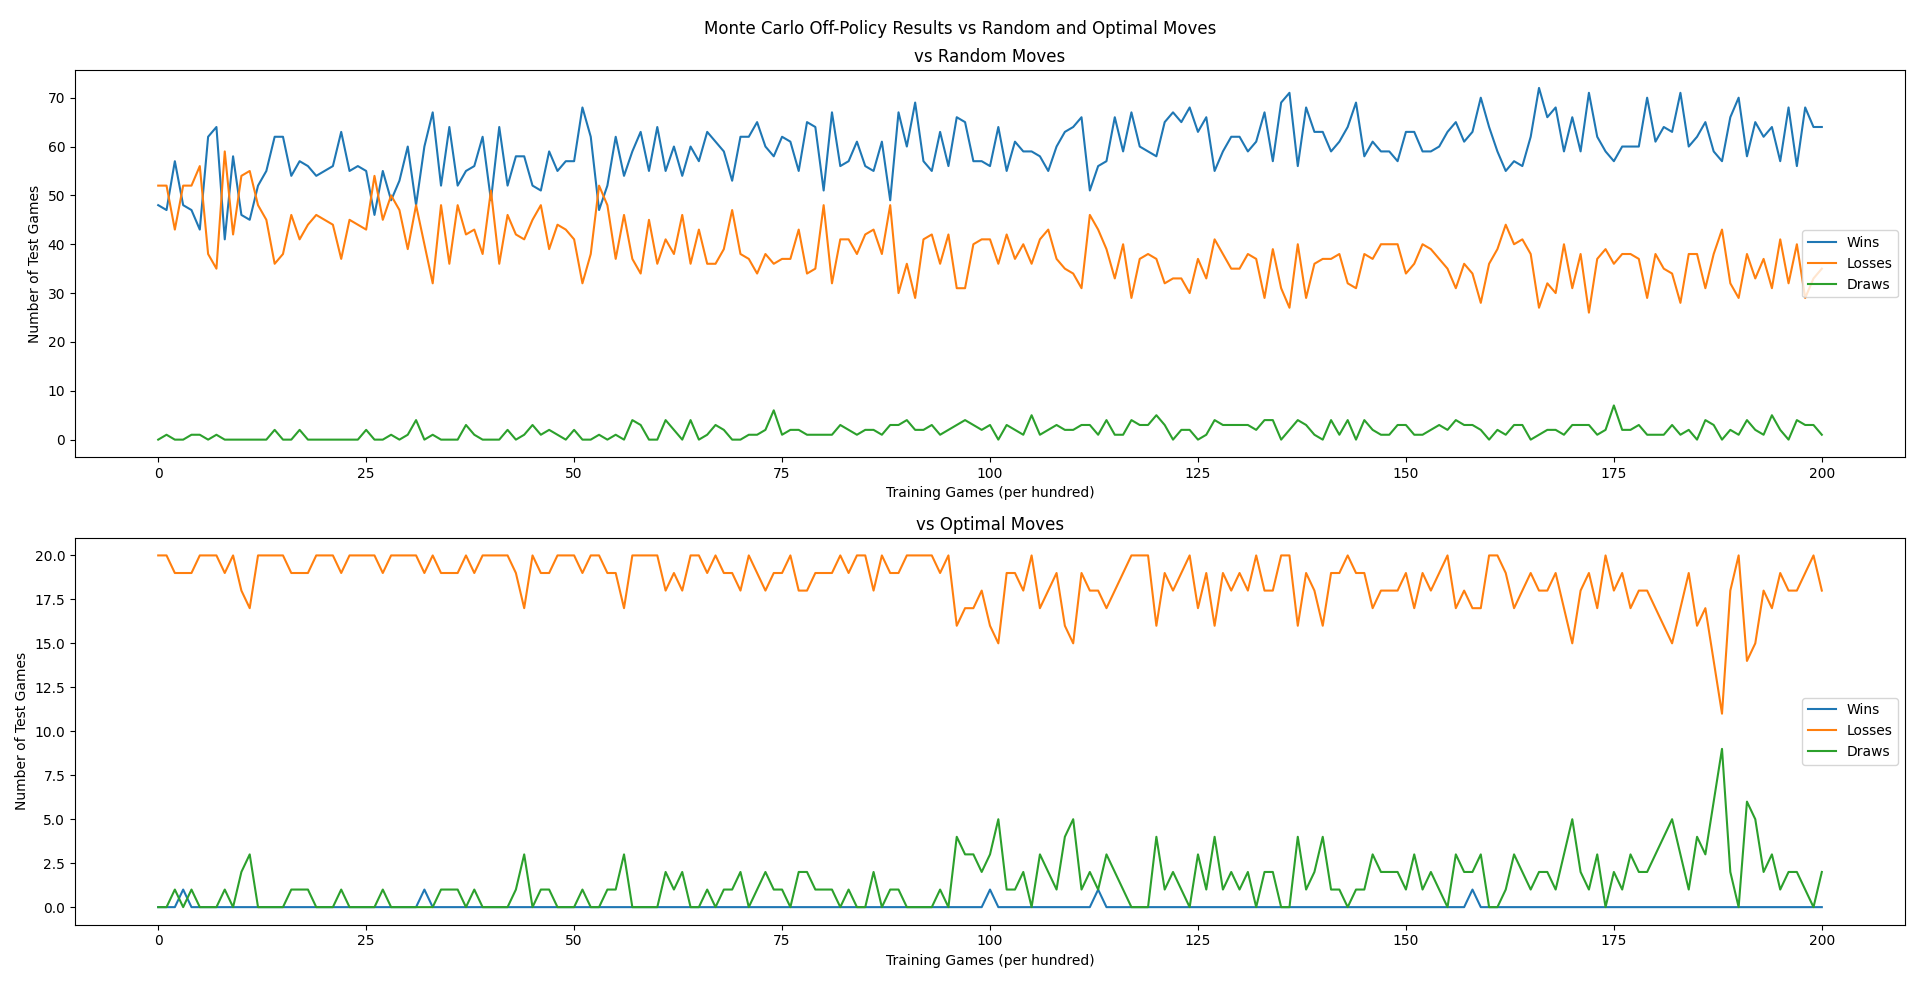 Monte Carlo Off-Policy Results vs Random and Optimal Moves
vs Random Moves
70
60
50
40
30
20
10
0
Number of Test Games
Wins
Losses
Draws
0 25 50 75 100 125 150 175 200
Training Games (per hundred)
vs Optimal Moves
20.0
17.5
15.0
12.5
10.0
7.5
5.0
2.5
0.0
Number of Test Games
Wins
Losses
Draws
0 25 50 75 100 125 150 175 200
Training Games (per hundred)